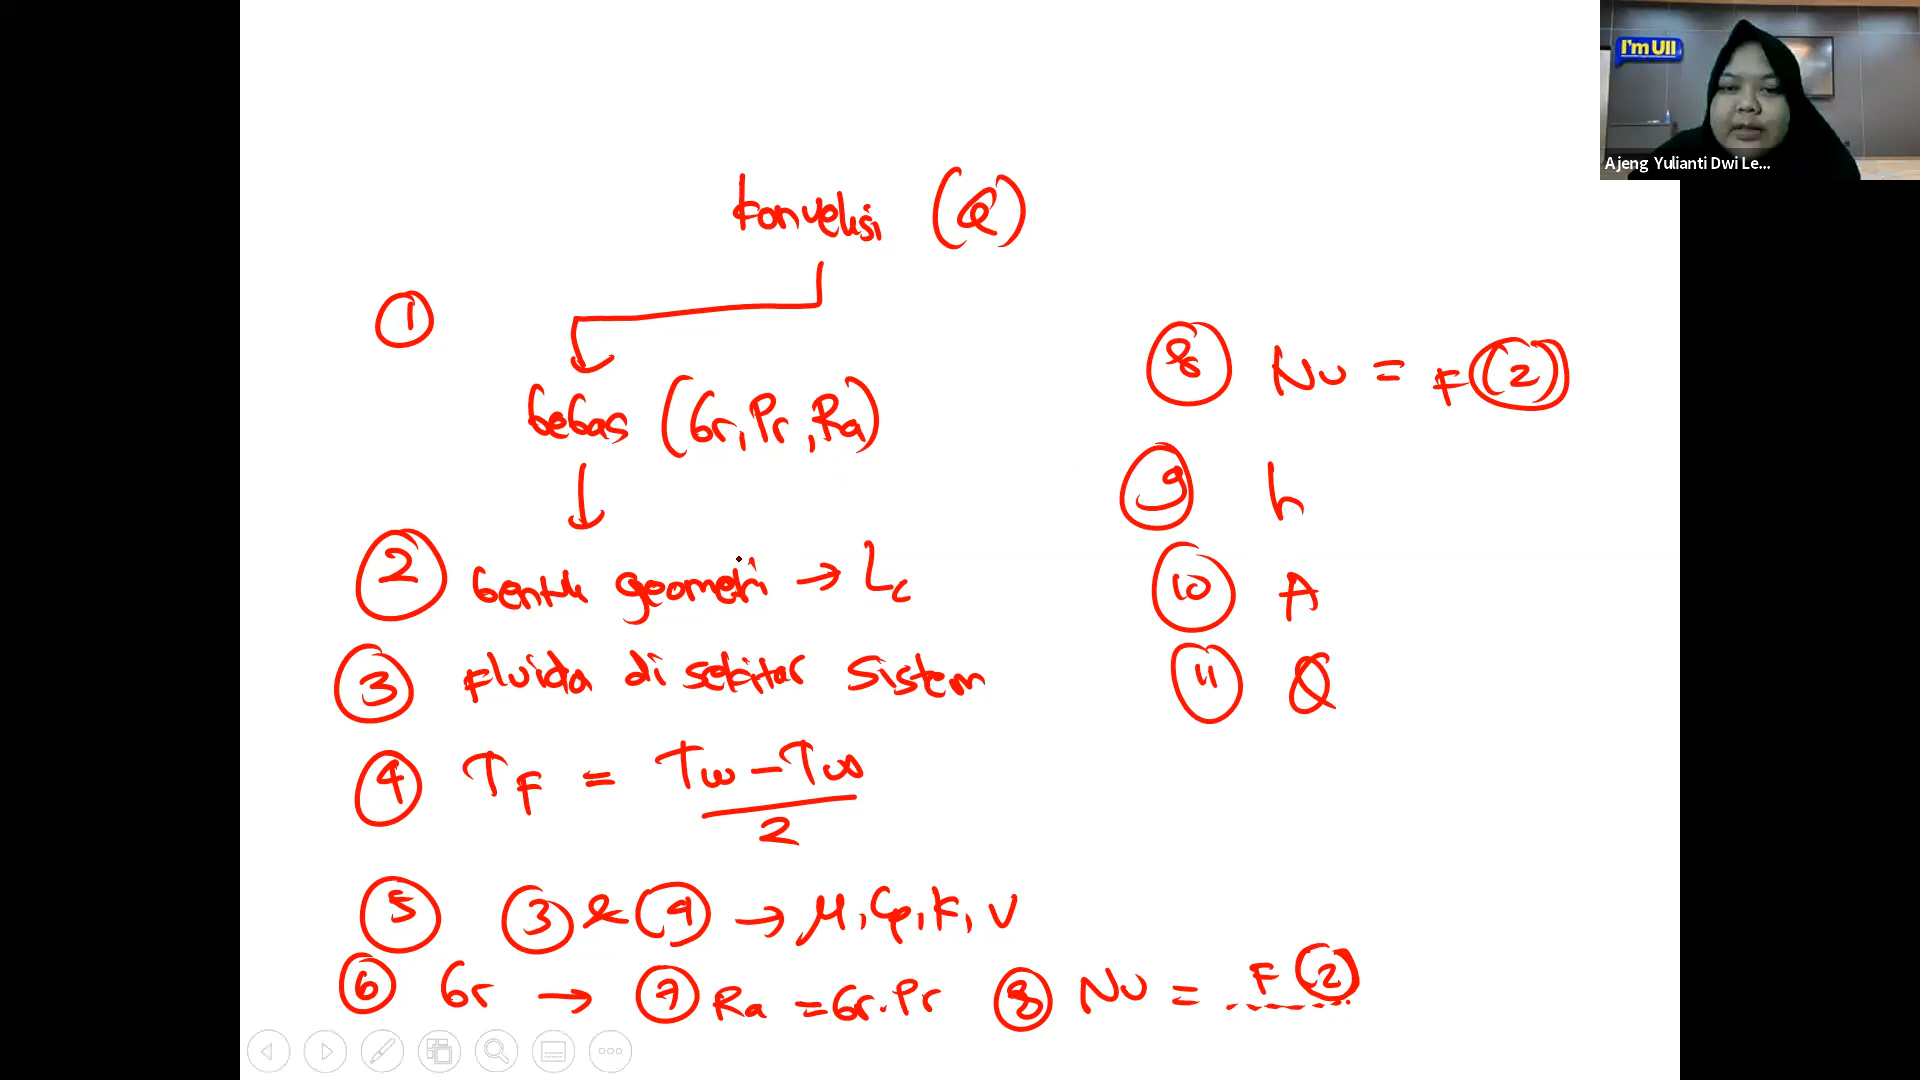 I'm UII
Ajeng Yulianti Dwi Le...
konveksi (Q)
1
bebas (Gr, Pr, Ra)
2 bentuk geometri → Lc
3 Fluida di sekitar sistem
4 TF = Tw - T∞ / 2
5 3 & 4 → μ, Cp, k, v
6 Gr → 7 Ra = Gr.Pr 8 Nu = F(2)
8 Nu = F(2)
9 h
10 A
11 Q